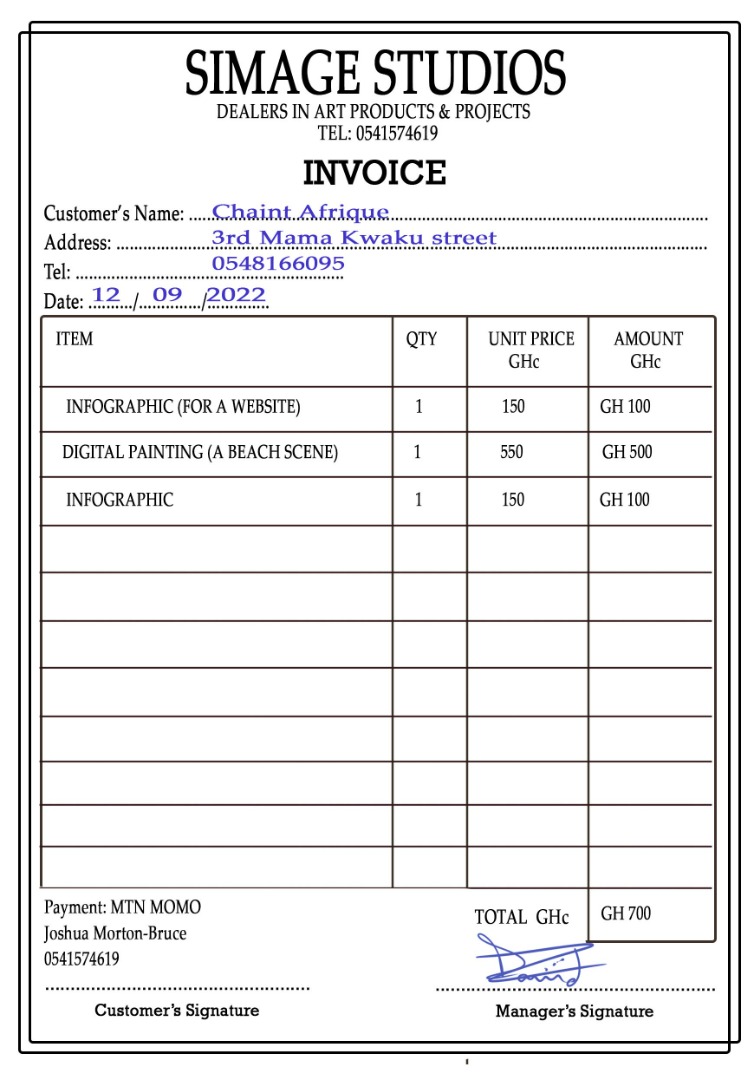 SIMAGE STUDIOS
DEALERS IN ART PRODUCTS & PROJECTS
TEL: 0541574619
INVOICE
Customer's Name: .....Chaint Afrique.....
Address: .....3rd Mama Kwaku street.....
Tel: .....0548166095.....
Date: 12 / 09 / 2022
ITEM QTY UNIT PRICE GHc AMOUNT GHc
INFOGRAPHIC (FOR A WEBSITE) 1 150 GH 100
DIGITAL PAINTING (A BEACH SCENE) 1 550 GH 500
INFOGRAPHIC 1 150 GH 100
Payment: MTN MOMO
Joshua Morton-Bruce
0541574619
TOTAL GHc GH 700
Customer's Signature
Manager's Signature